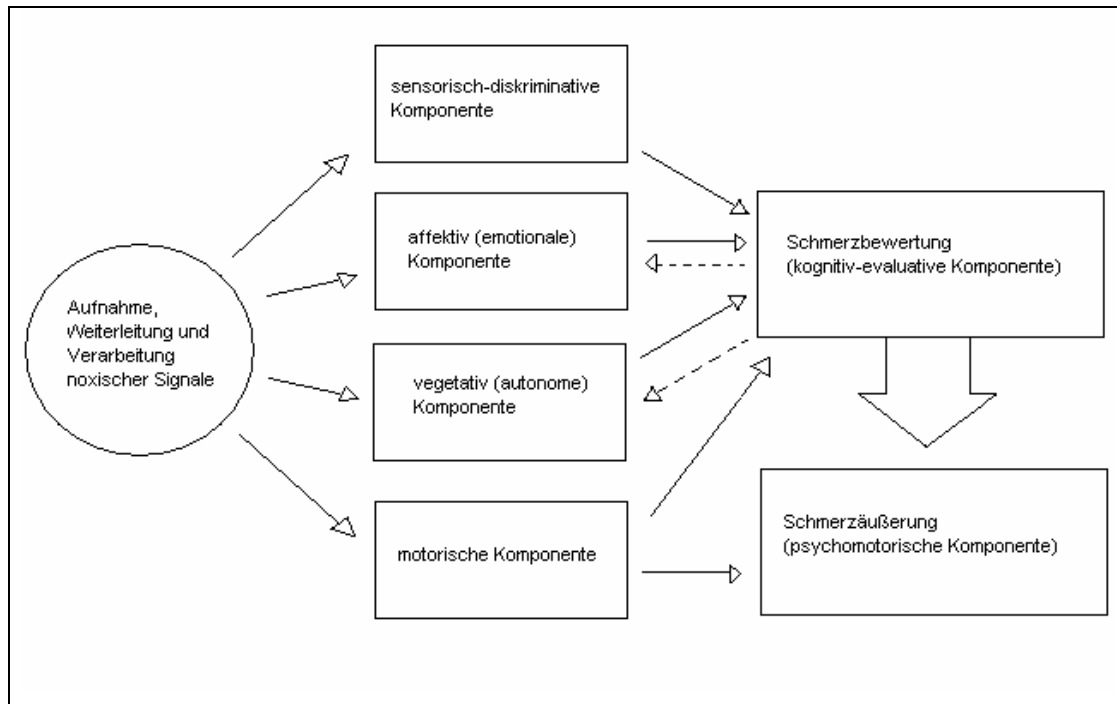 sensorisch-diskriminative
Komponente
affektiv (emotionale)
Komponente
Schmerzbewertung
(kognitiv-evaluative Komponente)
Aufnahme,
Weiterleitung und
Verarbeitung
noxischer Signale
vegetativ (autonome)
Komponente
motorische Komponente
Schmerzäußerung
(psychomotorische Komponente)